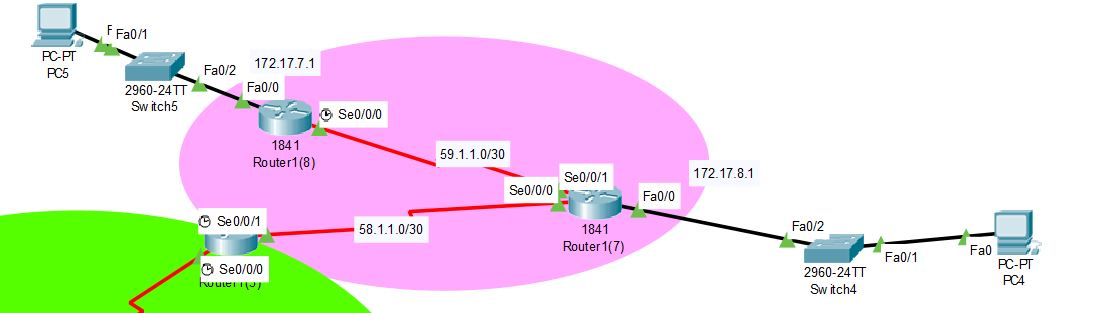 Fa0/1
PC-PT
PC5
2960-24TT
Switch5
Fa0/2
172.17.7.1
Fa0/0
Se0/0/0
1841
Router1(8)
59.1.1.0/30
Se0/0/1
Se0/0/0
172.17.8.1
Fa0/0
1841
Router1(7)
58.1.1.0/30
Se0/0/1
Se0/0/0
Fa0/2
2960-24TT
Switch4
Fa0/1
Fa0
PC-PT
PC4